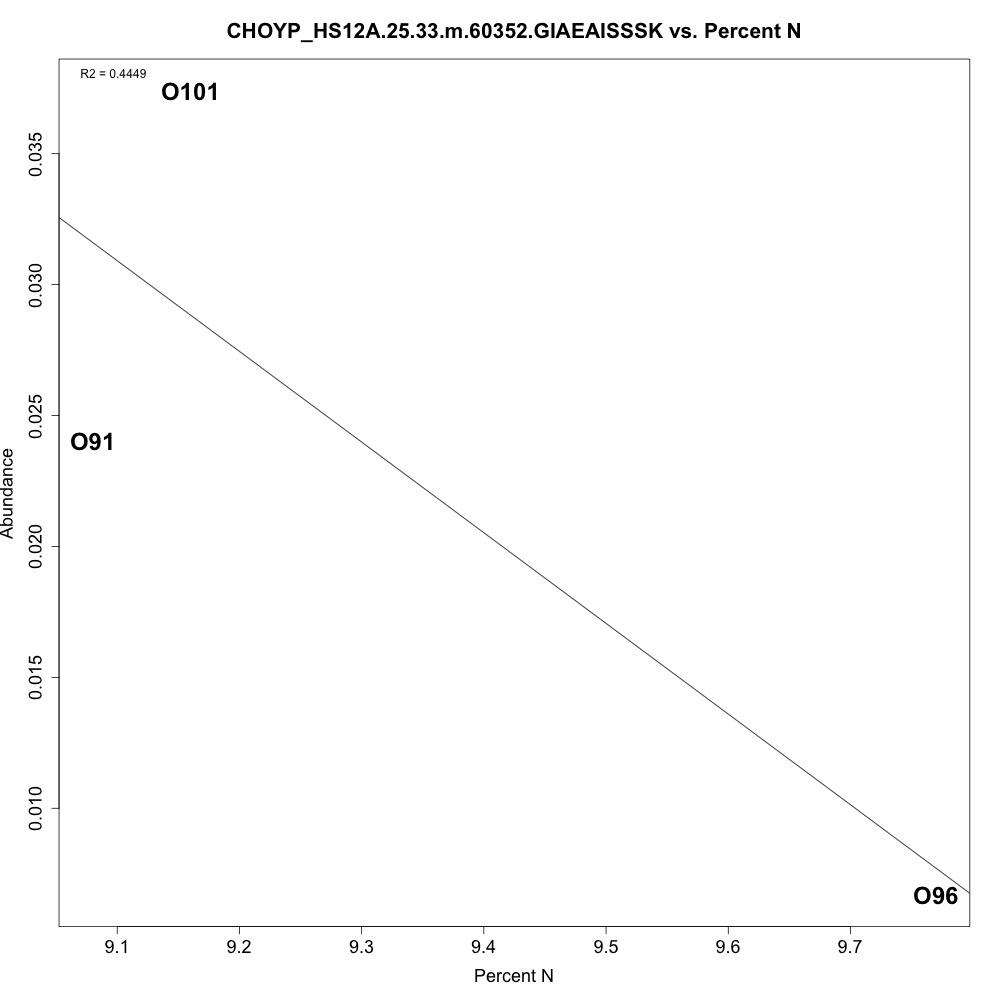 CHOYP_HS12A.25.33.m.60352.GIAEAISSSK vs. Percent N
R2 = 0.4449
O101
O91
O96
Abundance
0.035
0.030
0.025
0.020
0.015
0.010
9.1 9.2 9.3 9.4 9.5 9.6 9.7
Percent N